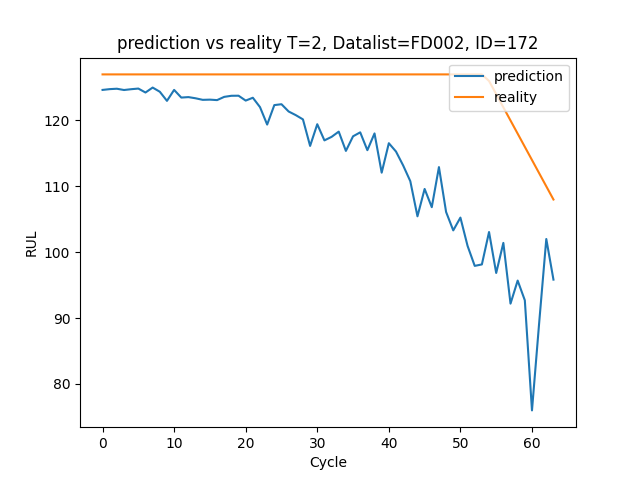 prediction vs reality T=2, Datalist=FD002, ID=172
prediction
reality
RUL
120
110
100
90
80
0 10 20 30 40 50 60
Cycle